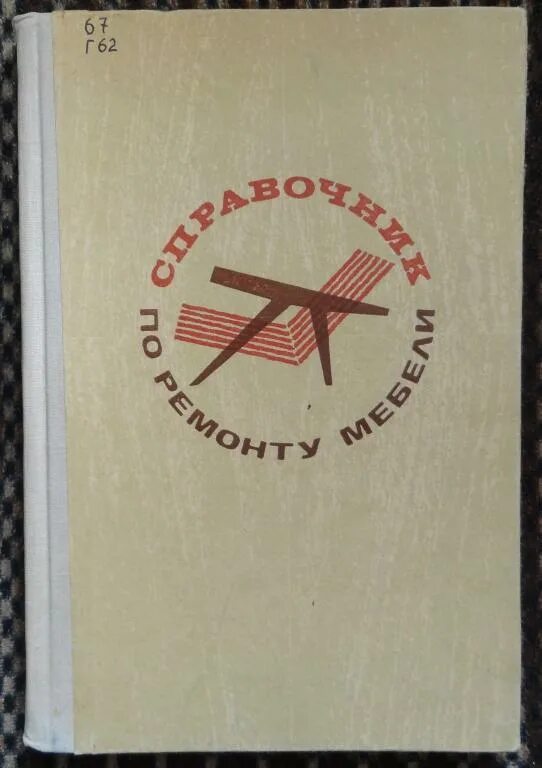 67
Г62
СПРАВОЧНИК
ПО РЕМОНТУ МЕБЕЛИ